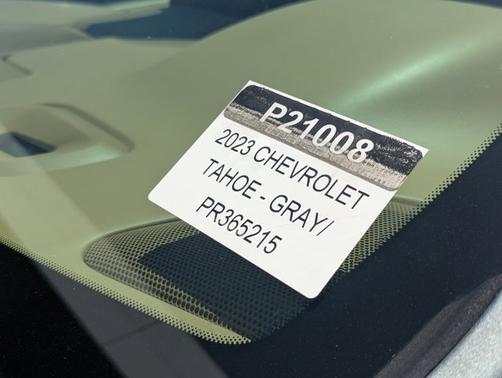 P21008
2023 CHEVROLET
TAHOE - GRAY/
PR365215